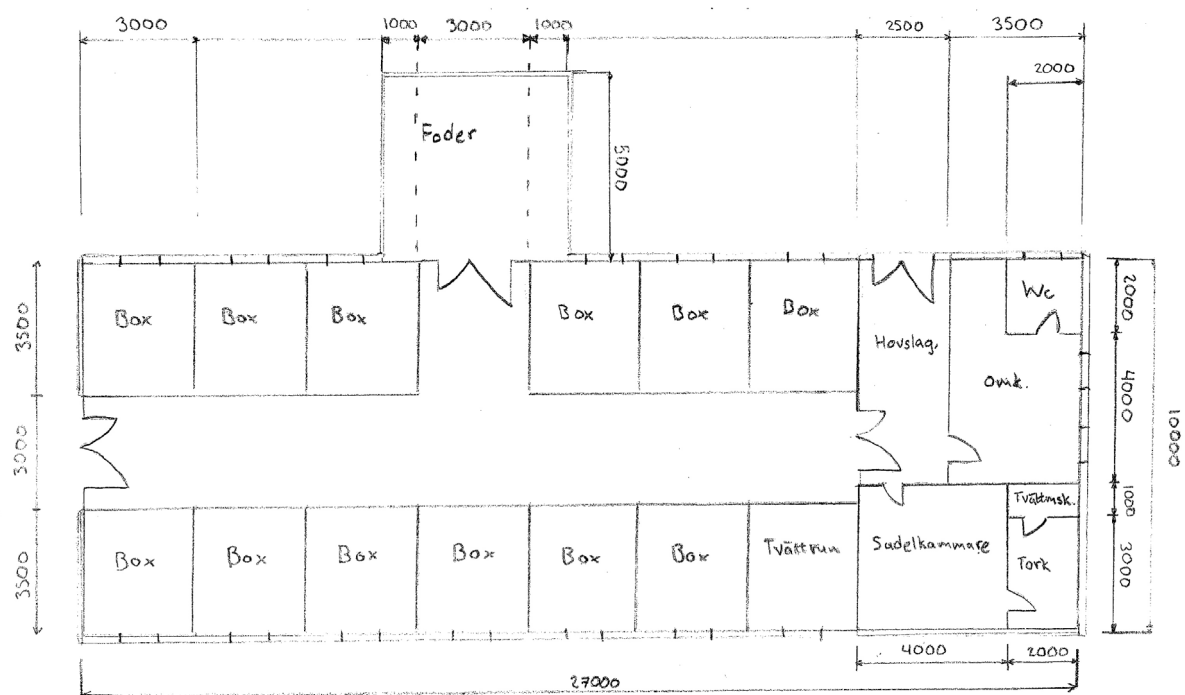 3000 1000 3000 1000 2500 3500
2000
Foder
5000
Wc
2000
Box Box Box Box Box Box
3500
Hovslag.
Omk.
4000
10000
3000
1000
Tvättmsk.
Box Box Box Box Box Box Tvättrum Sadelkammare
3500
Tork
3000
4000 2000
27000